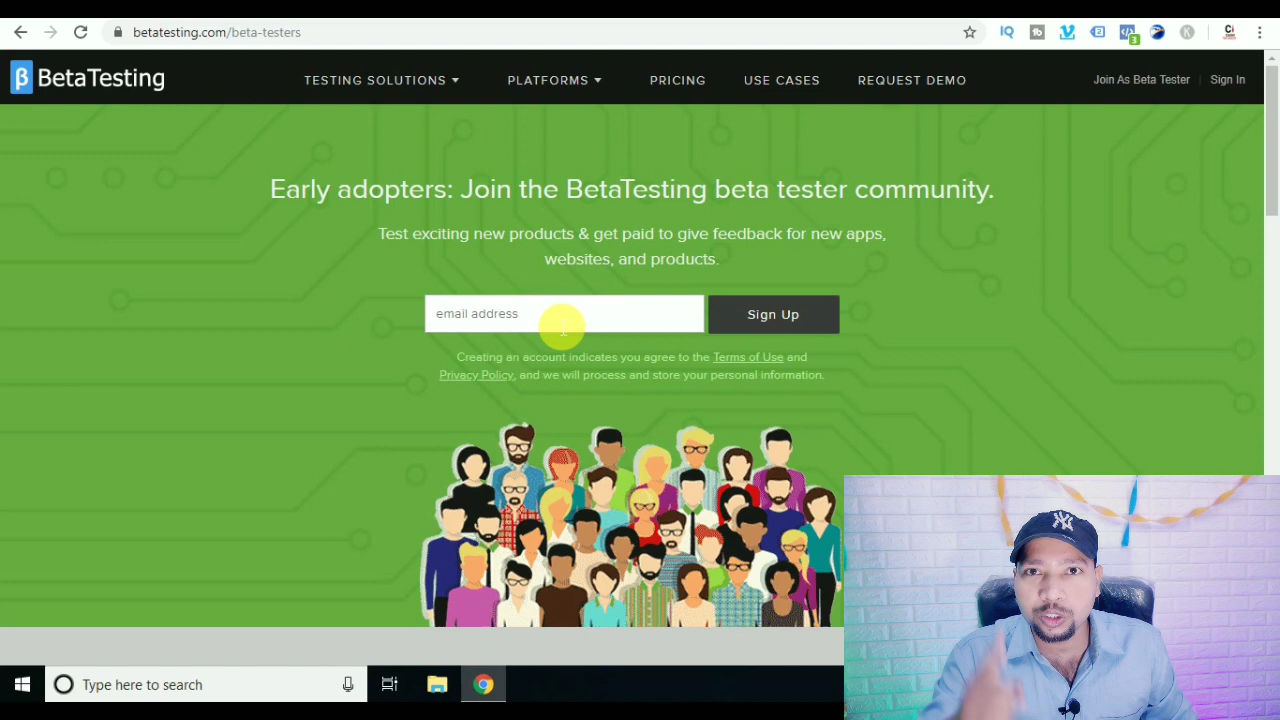 betatesting.com/beta-testers
β BetaTesting
TESTING SOLUTIONS
PLATFORMS
PRICING
USE CASES
REQUEST DEMO
Join As Beta Tester
Sign In
Early adopters: Join the BetaTesting beta tester community.
Test exciting new products & get paid to give feedback for new apps,
websites, and products.
email address
Sign Up
Creating an account indicates you agree to the Terms of Use and
Privacy Policy, and we will process and store your personal information.
Type here to search